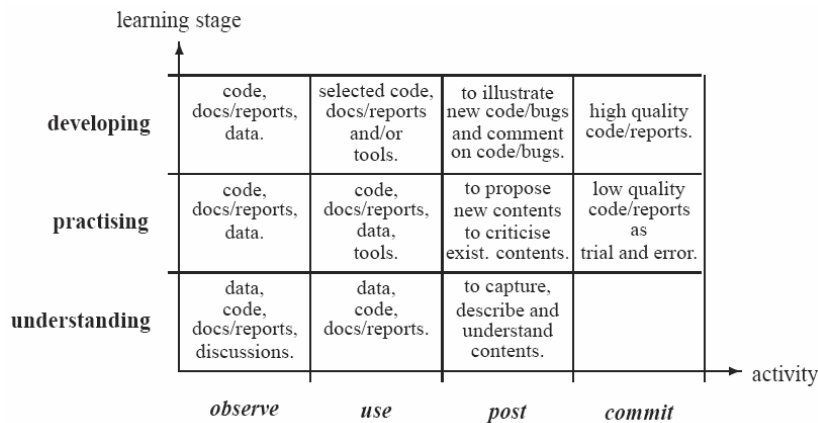 learning stage
developing
code,
docs/reports,
data.
selected code,
docs/reports
and/or
tools.
to illustrate
new code/bugs
and comment
on code/bugs.
high quality
code/reports.
practising
code,
docs/reports,
data.
code,
docs/reports,
data,
tools.
to propose
new contents
to criticise
exist. contents.
low quality
code/reports
as
trial and error.
understanding
data,
code,
docs/reports,
discussions.
data,
code,
docs/reports.
to capture,
describe and
understand
contents.
activity
observe
use
post
commit